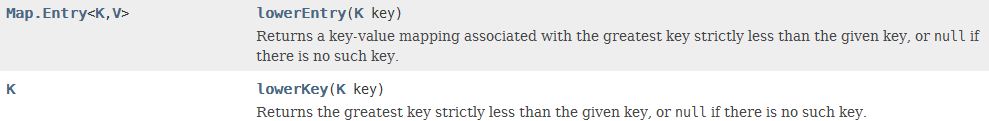 Map.Entry<K,V> lowerEntry(K key)
Returns a key-value mapping associated with the greatest key strictly less than the given key, or null if
there is no such key.
K lowerKey(K key)
Returns the greatest key strictly less than the given key, or null if there is no such key.